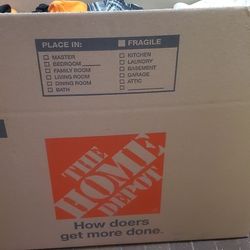 PLACE IN: FRAGILE
MASTER
BEDROOM
FAMILY ROOM
LIVING ROOM
DINING ROOM
BATH
KITCHEN
LAUNDRY
BASEMENT
GARAGE
ATTIC
THE
HOME
DEPOT
How doers
get more done.